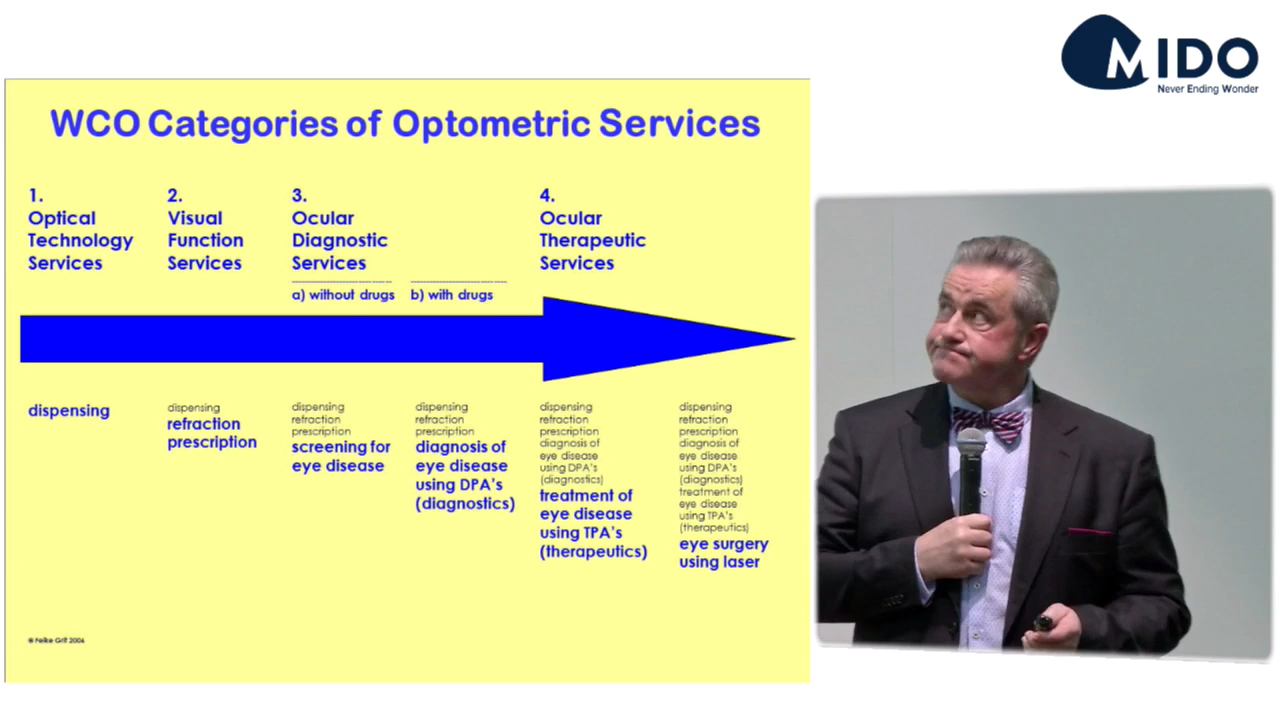 MIDO
Never Ending Wonder
WCO Categories of Optometric Services
1.
Optical
Technology
Services
2.
Visual
Function
Services
3.
Ocular
Diagnostic
Services
a) without drugs
b) with drugs
4.
Ocular
Therapeutic
Services
dispensing
dispensing
refraction
prescription
dispensing
refraction
prescription
screening for
eye disease
dispensing
refraction
prescription
diagnosis of
eye disease
using DPA's
(diagnostics)
dispensing
refraction
prescription
diagnosis of
eye disease
using DPA's
(diagnostics)
treatment of
eye disease
using TPA's
(therapeutics)
dispensing
refraction
prescription
diagnosis of
eye disease
using DPA's
(diagnostics)
treatment of
eye disease
using TPA's
(therapeutics)
eye surgery
using laser
© Feike Grit 2006